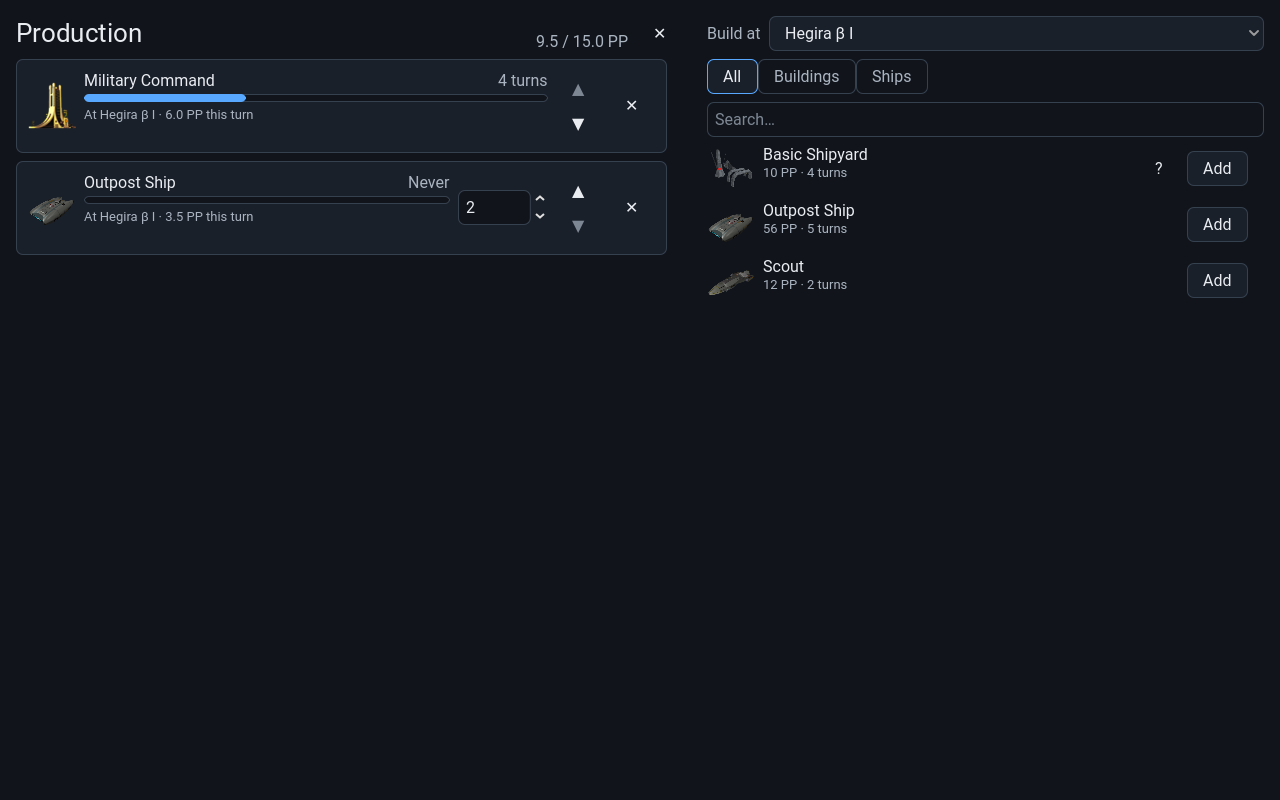 Production
9.5 / 15.0 PP
×
Military Command
4 turns
At Hegira β I · 6.0 PP this turn
▲
▼
×
Outpost Ship
Never
At Hegira β I · 3.5 PP this turn
2
▲
▼
×
Build at
Hegira β I
All
Buildings
Ships
Search…
Basic Shipyard
10 PP · 4 turns
?
Add
Outpost Ship
56 PP · 5 turns
Add
Scout
12 PP · 2 turns
Add